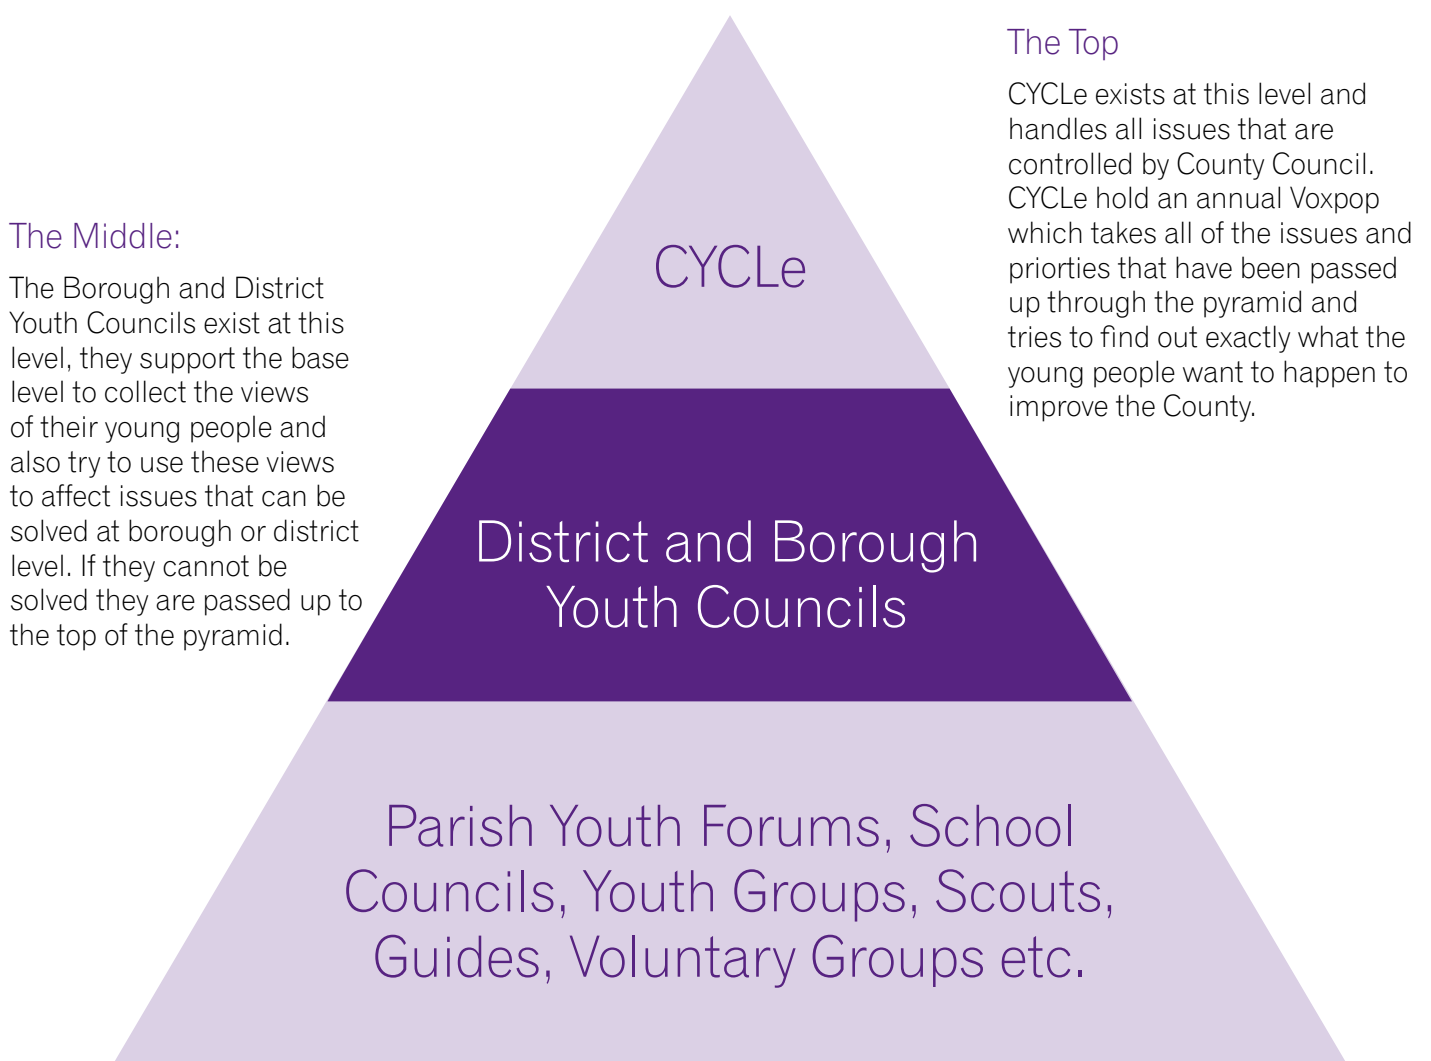 The Top
CYCLe exists at this level and
handles all issues that are
controlled by County Council.
CYCLe hold an annual Voxpop
which takes all of the issues and
priorties that have been passed
up through the pyramid and
tries to find out exactly what the
young people want to happen to
improve the County.
The Middle:
The Borough and District
Youth Councils exist at this
level, they support the base
level to collect the views
of their young people and
also try to use these views
to affect issues that can be
solved at borough or district
level. If they cannot be
solved they are passed up to
the top of the pyramid.
CYCLe
District and Borough
Youth Councils
Parish Youth Forums, School
Councils, Youth Groups, Scouts,
Guides, Voluntary Groups etc.